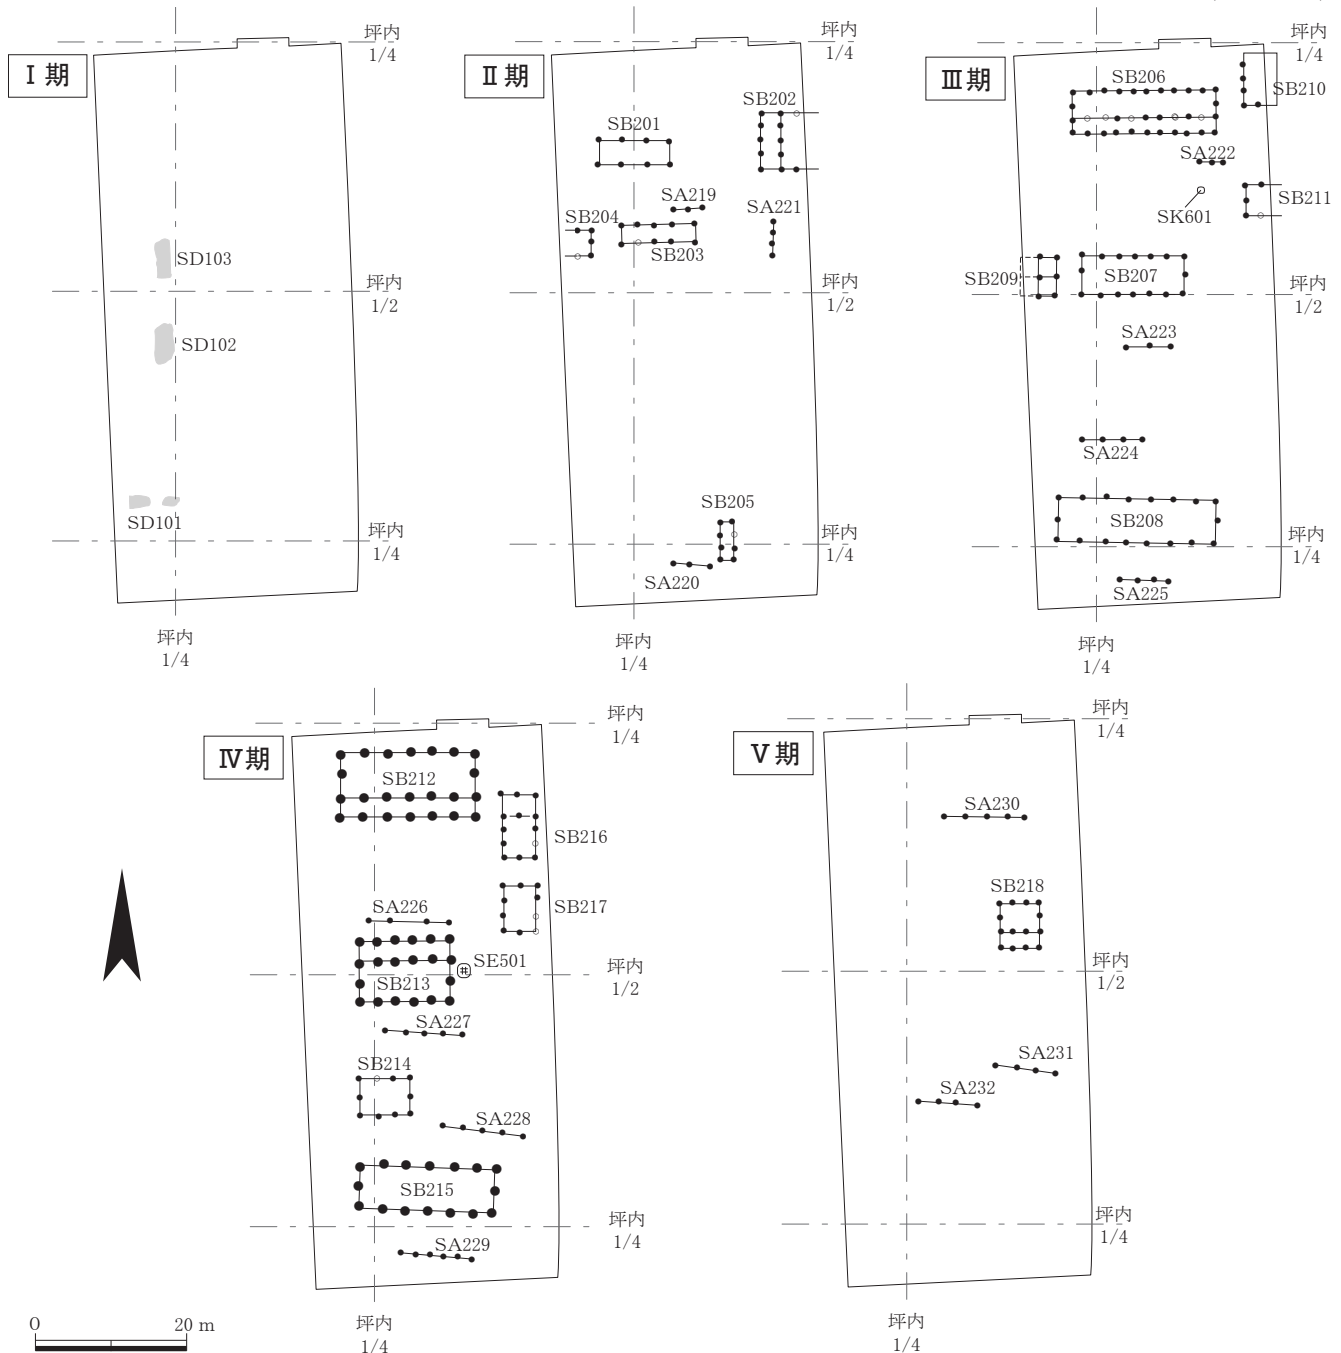 坪内
1/4
Ⅰ期
SD103
坪内
1/2
SD102
SD101
坪内
1/4
坪内
1/4
坪内
1/4
Ⅱ期
SB202
SB201
SA219
SA221
SB204
SB203
坪内
1/2
SB205
坪内
1/4
SA220
坪内
1/4
坪内
1/4
Ⅲ期
SB206
SB210
SA222
SB211
SK601
SB209
SB207
坪内
1/2
SA223
SA224
SB208
坪内
1/4
SA225
坪内
1/4
坪内
1/4
Ⅳ期
SB212
SB216
SA226
SB217
SE501
SB213
坪内
1/2
SA227
SB214
SA228
SB215
坪内
1/4
SA229
坪内
1/4
坪内
1/4
Ⅴ期
SA230
SB218
坪内
1/2
SA231
SA232
坪内
1/4
坪内
1/4
0 20 m